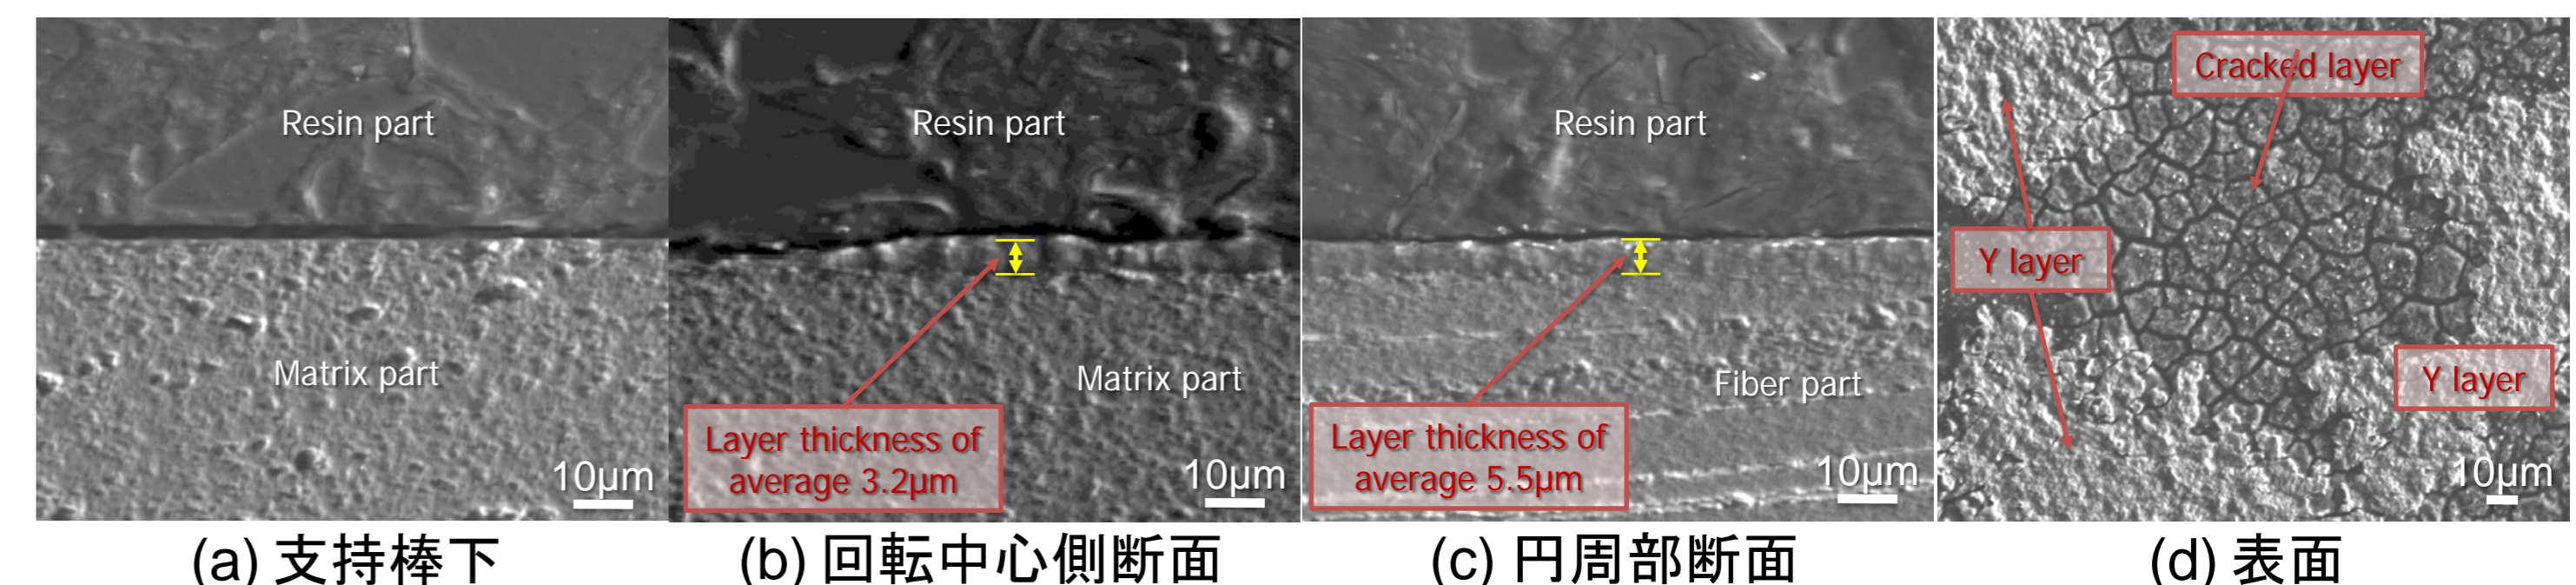 Resin part
Matrix part
10μm
(a) 支持棒下
Resin part
Matrix part
Layer thickness of
average 3.2μm
10μm
(b) 回転中心側断面
Resin part
Fiber part
Layer thickness of
average 5.5μm
10μm
(c) 円周部断面
Cracked layer
Y layer
Y layer
10μm
(d) 表面